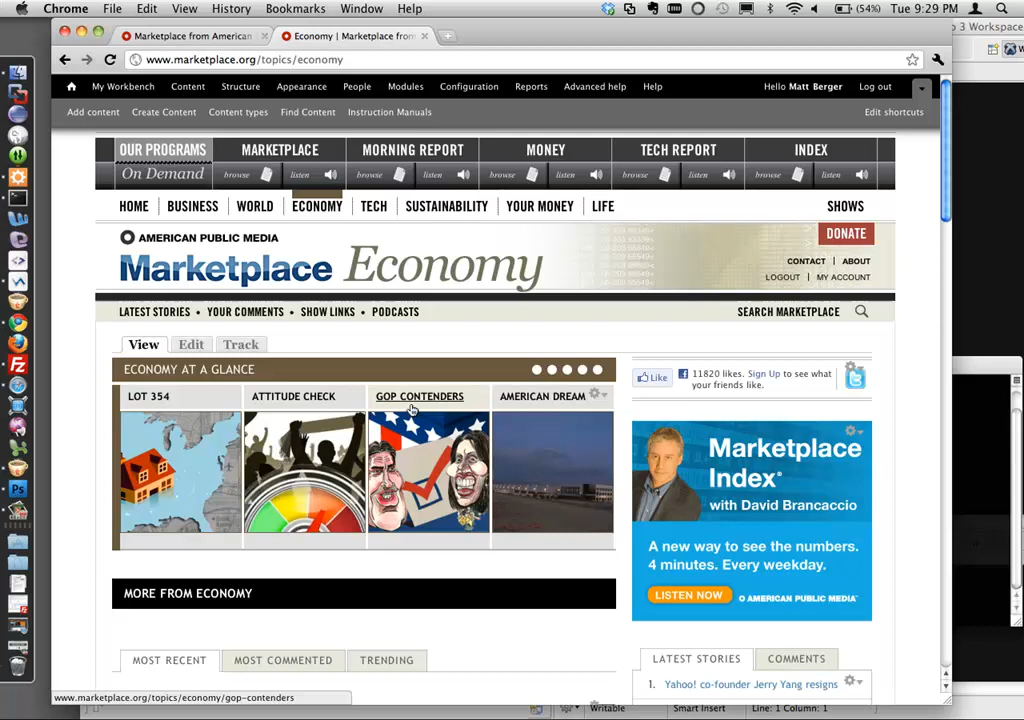 Chrome File Edit View History Bookmarks Window Help (54%) Tue 9:29 PM
Marketplace from American Economy | Marketplace from p 3 Workspace
www.marketplace.org/topics/economy
My Workbench Content Structure Appearance People Modules Configuration Reports Advanced help Help Hello Matt Berger Log out
Add content Create Content Content types Find Content Instruction Manuals Edit shortcuts
OUR PROGRAMS MARKETPLACE MORNING REPORT MONEY TECH REPORT INDEX
On Demand browse listen browse listen browse listen browse listen browse listen
HOME BUSINESS WORLD ECONOMY TECH SUSTAINABILITY YOUR MONEY LIFE SHOWS
AMERICAN PUBLIC MEDIA DONATE
Marketplace Economy
CONTACT | ABOUT
LOGOUT | MY ACCOUNT
LATEST STORIES • YOUR COMMENTS • SHOW LINKS • PODCASTS SEARCH MARKETPLACE
View Edit Track
ECONOMY AT A GLANCE
Like 11820 likes. Sign Up to see what
your friends like.
LOT 354 ATTITUDE CHECK GOP CONTENDERS AMERICAN DREAM
Marketplace
Index®
with David Brancaccio
A new way to see the numbers.
4 minutes. Every weekday.
LISTEN NOW AMERICAN PUBLIC MEDIA™
MORE FROM ECONOMY
MOST RECENT MOST COMMENTED TRENDING
LATEST STORIES COMMENTS
1. Yahoo! co-founder Jerry Yang resigns
www.marketplace.org/topics/economy/gop-contenders
Writable Smart Insert Line: 1 Column: 1